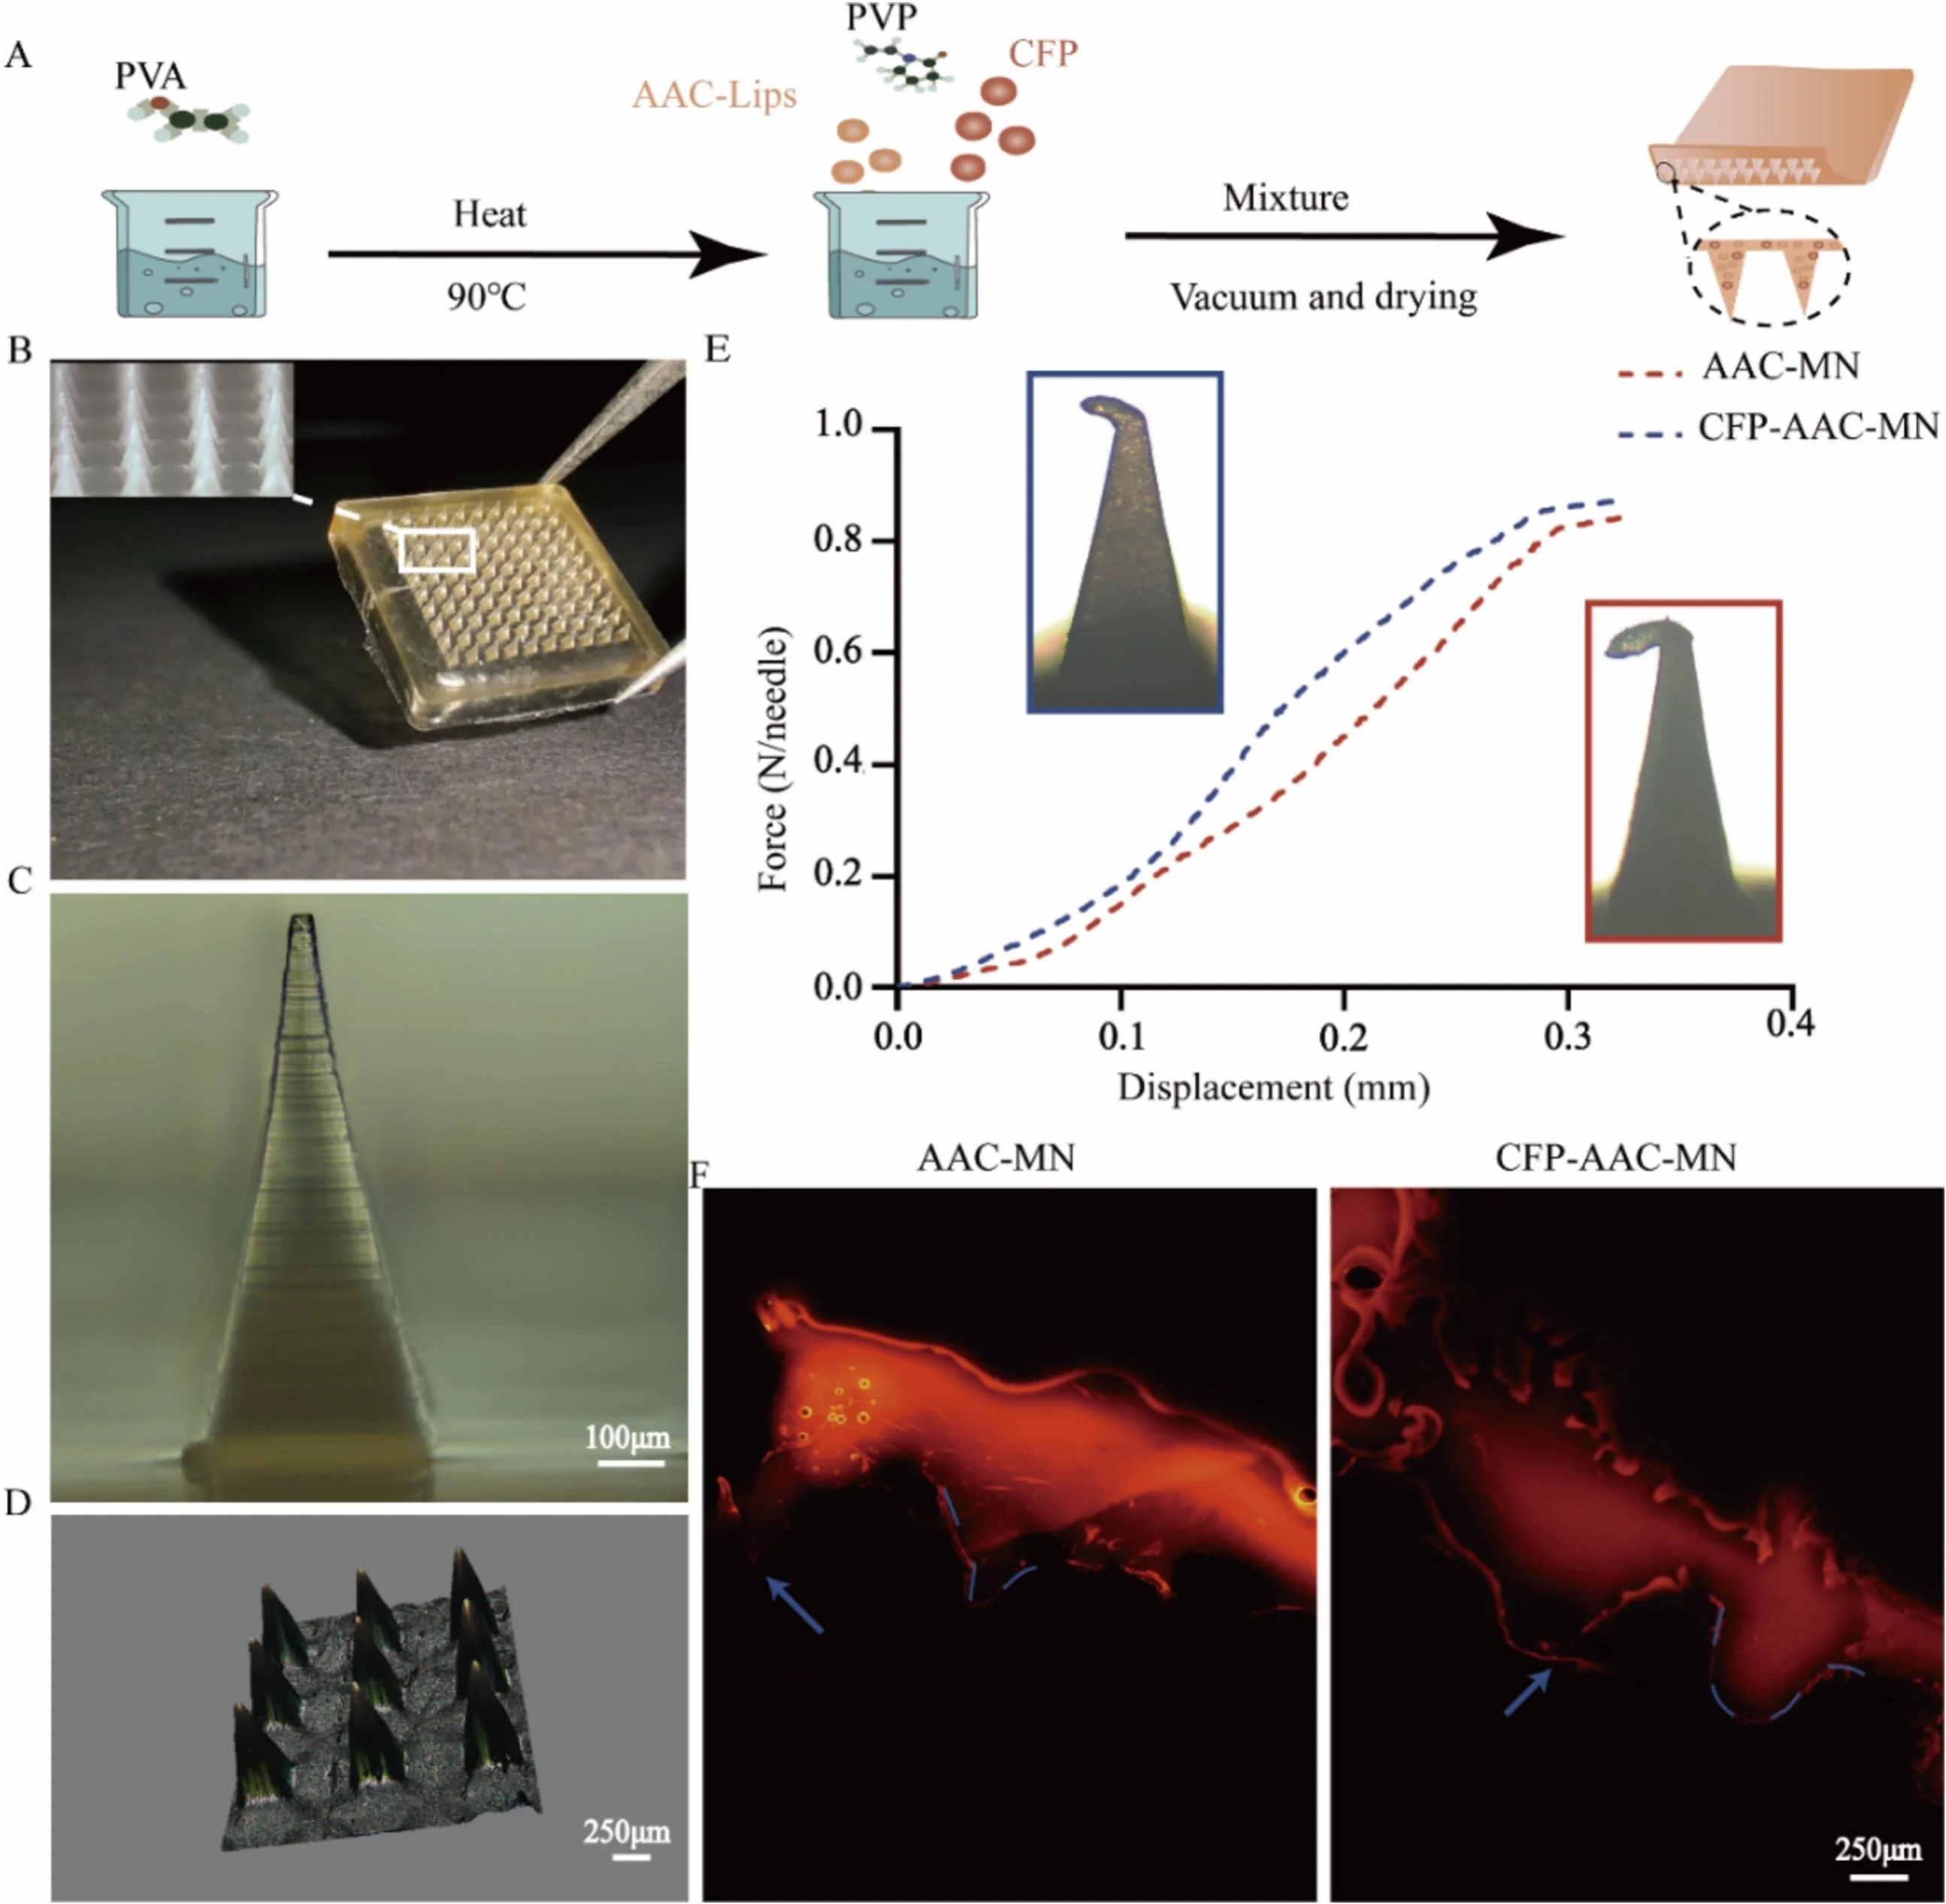 A
PVA
Heat
90°C
PVP
CFP
AAC-Lips
Mixture
Vacuum and drying
B
C
100μm
D
250μm
E
AAC-MN
CFP-AAC-MN
Force (N/needle)
1.0
0.8
0.6
0.4
0.2
0.0
0.0 0.1 0.2 0.3 0.4
Displacement (mm)
F
AAC-MN
CFP-AAC-MN
250μm